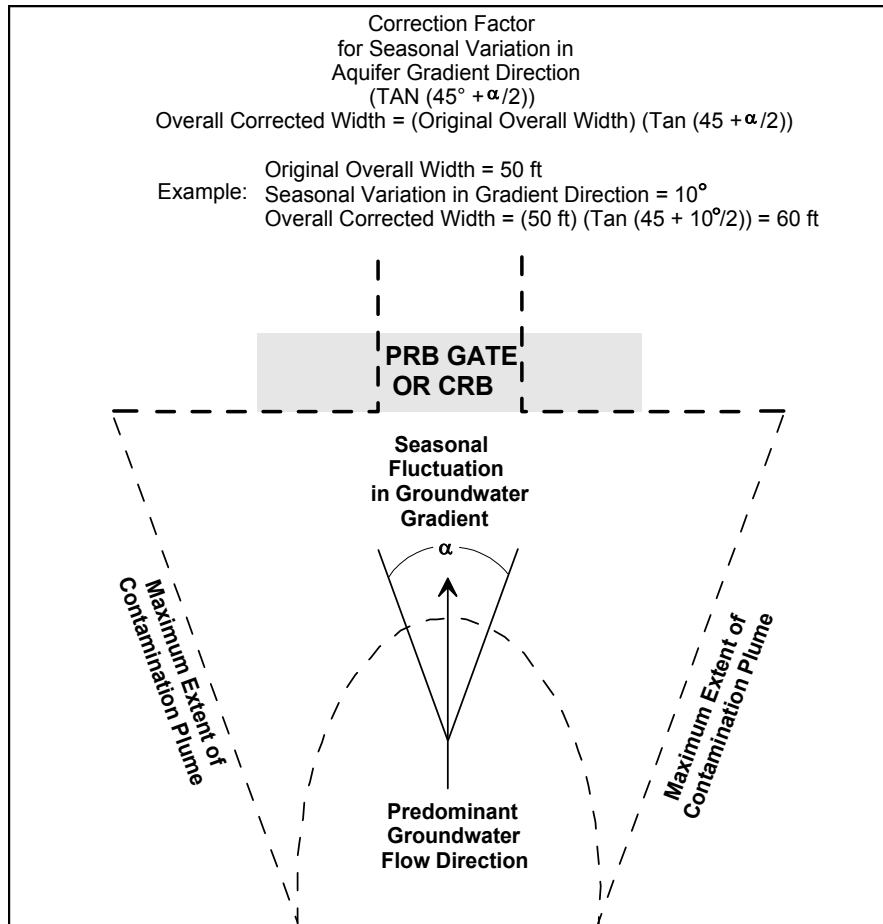 Correction Factor
for Seasonal Variation in
Aquifer Gradient Direction
(TAN (45° + α/2))
Overall Corrected Width = (Original Overall Width) (Tan (45 + α/2))
Example:
Original Overall Width = 50 ft
Seasonal Variation in Gradient Direction = 10°
Overall Corrected Width = (50 ft) (Tan (45 + 10°/2)) = 60 ft
PRB GATE
OR CRB
Seasonal
Fluctuation
in Groundwater
Gradient
α
Maximum Extent of
Contamination Plume
Maximum Extent of
Contamination Plume
Predominant
Groundwater
Flow Direction